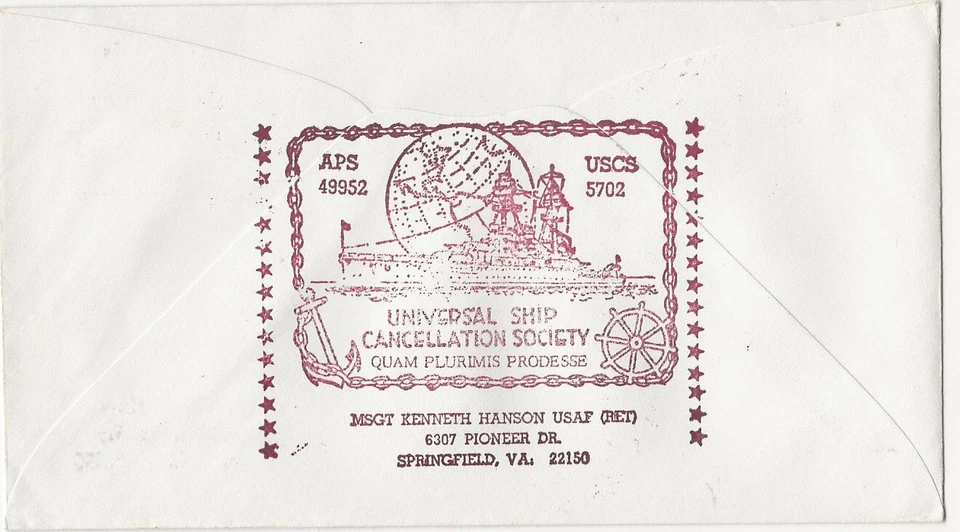 APS
49952
USCS
5702
UNIVERSAL SHIP
CANCELLATION SOCIETY
QUAM PLURIMIS PRODESSE
MSGT KENNETH HANSON USAF (RET)
6307 PIONEER DR.
SPRINGFIELD, VA: 22150